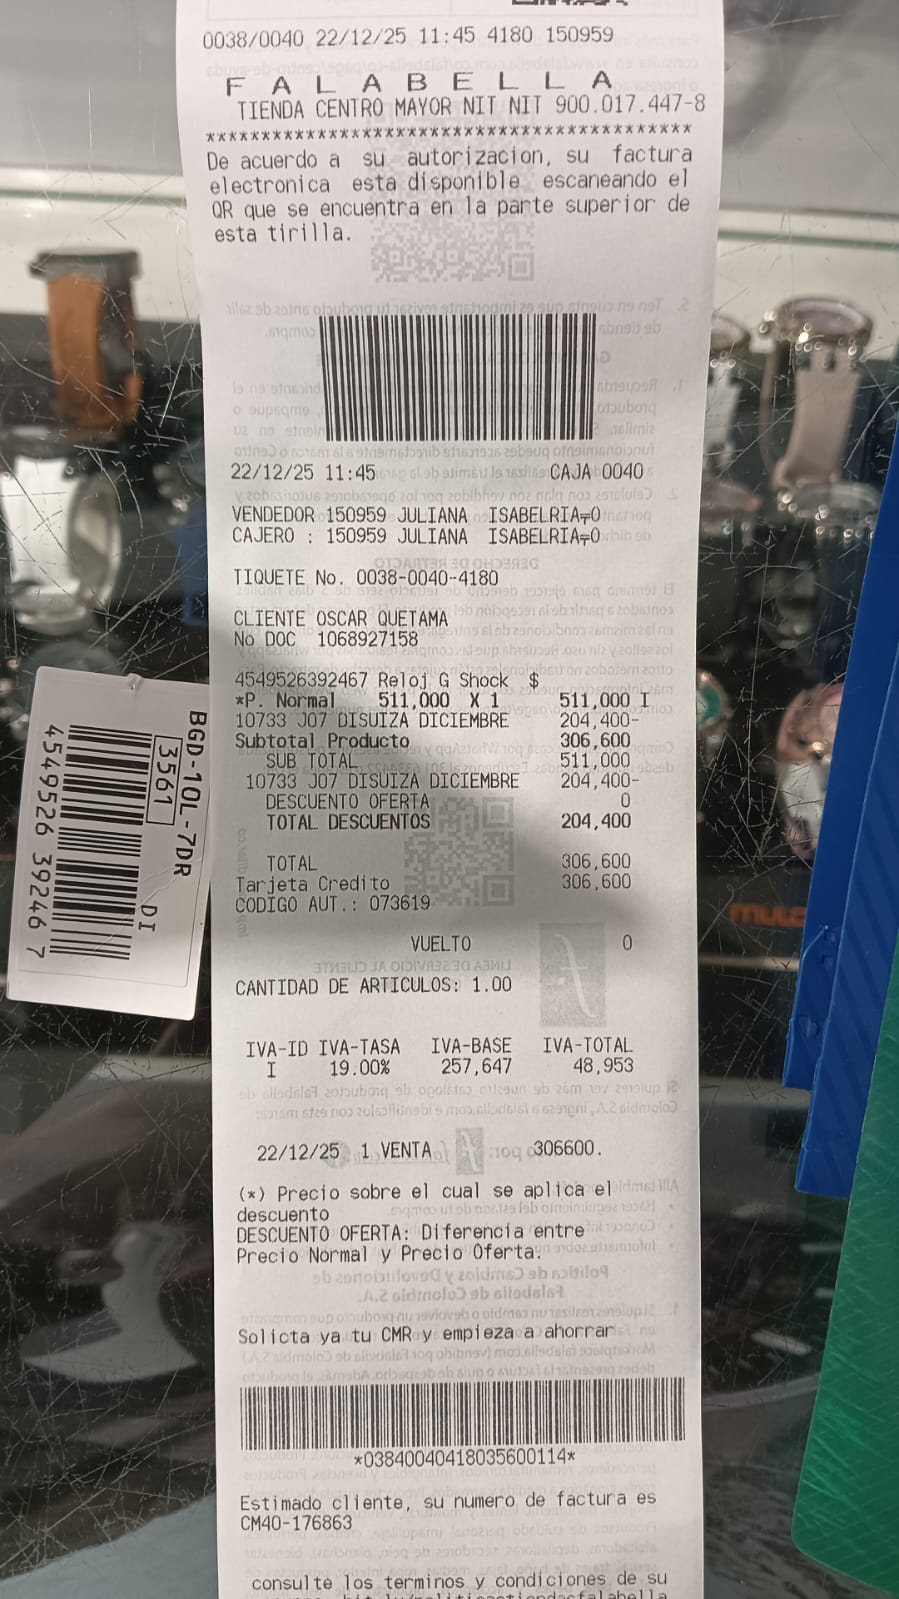 0038/0040 22/12/25 11:45 4180 150959
F A L A B E L L A
TIENDA CENTRO MAYOR NIT NIT 900.017.447-8
*******************************************
De acuerdo a su autorizacion, su factura
electronica esta disponible escaneando el
QR que se encuentra en la parte superior de
esta tirilla.
22/12/25 11:45 CAJA 0040
VENDEDOR 150959 JULIANA ISABELRIA╤O
CAJERO : 150959 JULIANA ISABELRIA╤O
TIQUETE No. 0038-0040-4180
CLIENTE OSCAR QUETAMA
No DOC 1068927158
4549526392467 Reloj G Shock $
*P. Normal 511,000 X 1 511,000 I
10733 J07 DISUIZA DICIEMBRE 204,400-
Subtotal Producto 306,600
SUB TOTAL 511,000
10733 J07 DISUIZA DICIEMBRE 204,400-
DESCUENTO OFERTA 0
TOTAL DESCUENTOS 204,400
TOTAL 306,600
Tarjeta Credito 306,600
CODIGO AUT.: 073619
VUELTO 0
CANTIDAD DE ARTICULOS: 1.00
IVA-ID IVA-TASA IVA-BASE IVA-TOTAL
I 19.00% 257,647 48,953
22/12/25 1 VENTA 306600.
(*) Precio sobre el cual se aplica el
descuento
DESCUENTO OFERTA: Diferencia entre
Precio Normal y Precio Oferta.
Solicta ya tu CMR y empieza a ahorrar
*03840040418035600114*
Estimado cliente, su numero de factura es
CM40-176863
consulte los terminos y condiciones de su
BGD-10L-7DR
3561
DI
4549526 39246 7